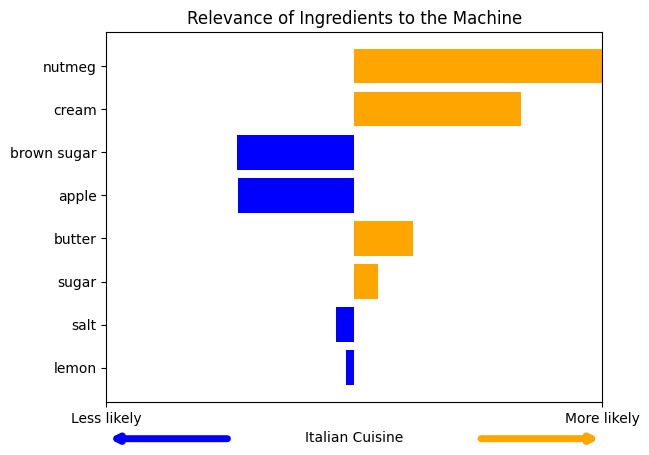 Relevance of Ingredients to the Machine
nutmeg
cream
brown sugar
apple
butter
sugar
salt
lemon
Less likely
More likely
Italian Cuisine